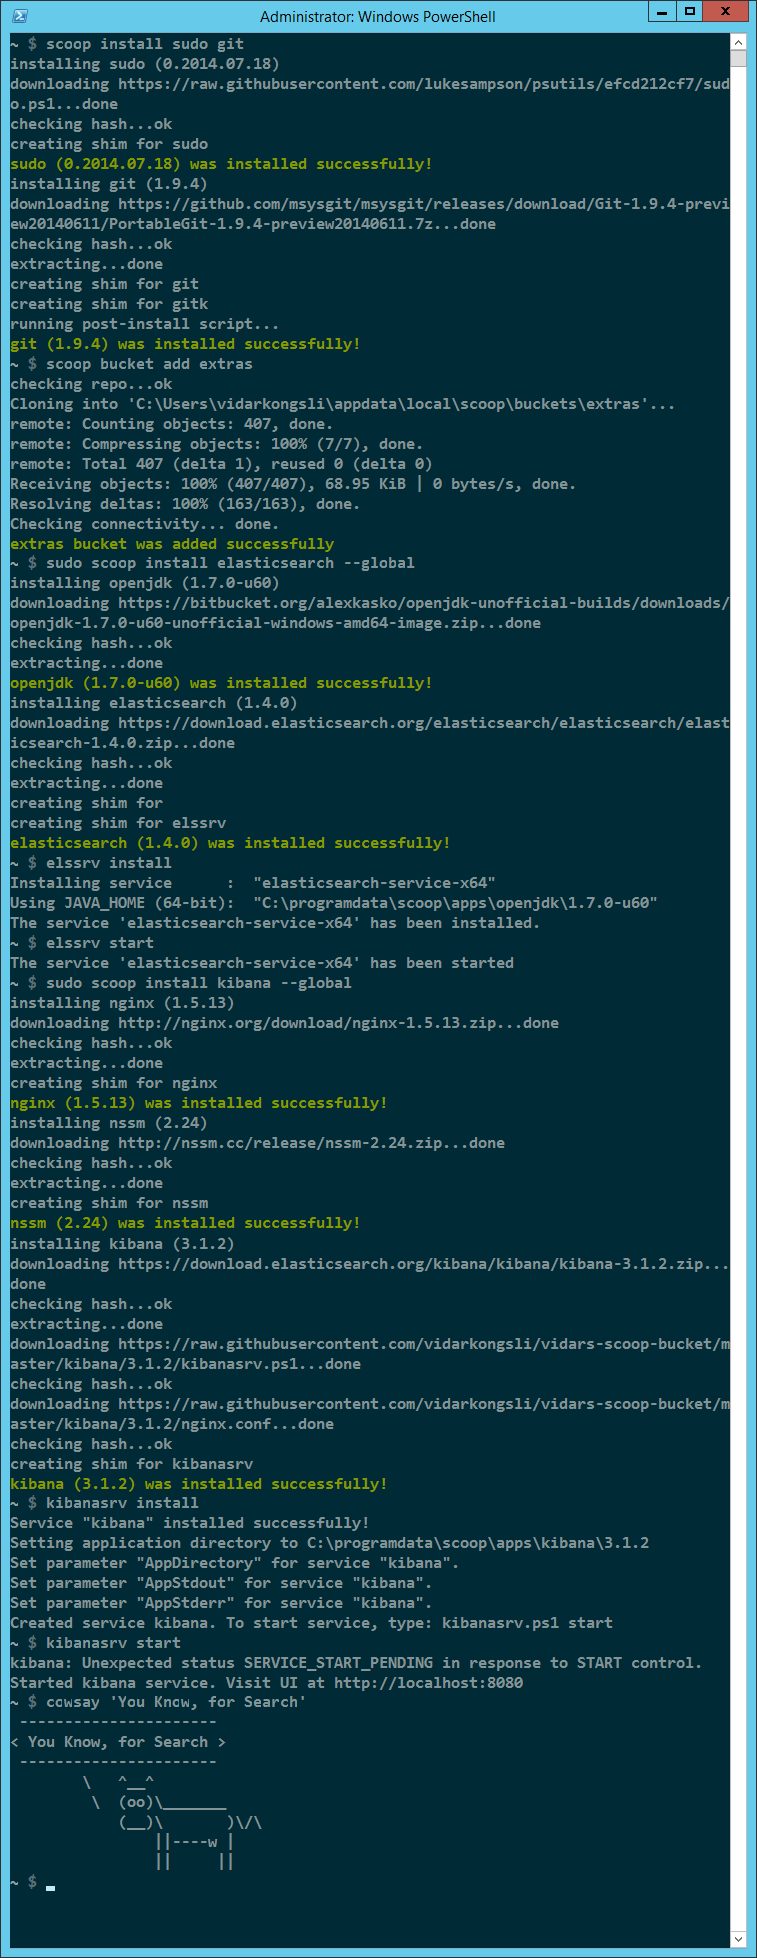 Administrator: Windows PowerShell
~ $ scoop install sudo git
installing sudo (0.2014.07.18)
downloading https://raw.githubusercontent.com/lukesampson/psutils/efcd212cf7/sud
o.ps1...done
checking hash...ok
creating shim for sudo
sudo (0.2014.07.18) was installed successfully!
installing git (1.9.4)
downloading https://github.com/msysgit/msysgit/releases/download/Git-1.9.4-previ
ew20140611/PortableGit-1.9.4-preview20140611.7z...done
checking hash...ok
extracting...done
creating shim for git
creating shim for gitk
running post-install script...
git (1.9.4) was installed successfully!
~ $ scoop bucket add extras
checking repo...ok
Cloning into 'C:\Users\vidarkongsli\appdata\local\scoop\buckets\extras'...
remote: Counting objects: 407, done.
remote: Compressing objects: 100% (7/7), done.
remote: Total 407 (delta 1), reused 0 (delta 0)
Receiving objects: 100% (407/407), 68.95 KiB | 0 bytes/s, done.
Resolving deltas: 100% (163/163), done.
Checking connectivity... done.
extras bucket was added successfully
~ $ sudo scoop install elasticsearch --global
installing openjdk (1.7.0-u60)
downloading https://bitbucket.org/alexkasko/openjdk-unofficial-builds/downloads/
openjdk-1.7.0-u60-unofficial-windows-amd64-image.zip...done
checking hash...ok
extracting...done
openjdk (1.7.0-u60) was installed successfully!
installing elasticsearch (1.4.0)
downloading https://download.elasticsearch.org/elasticsearch/elasticsearch/elast
icsearch-1.4.0.zip...done
checking hash...ok
extracting...done
creating shim for
creating shim for elssrv
elasticsearch (1.4.0) was installed successfully!
~ $ elssrv install
Installing service      :  "elasticsearch-service-x64"
Using JAVA_HOME (64-bit):  "C:\programdata\scoop\apps\openjdk\1.7.0-u60"
The service 'elasticsearch-service-x64' has been installed.
~ $ elssrv start
The service 'elasticsearch-service-x64' has been started
~ $ sudo scoop install kibana --global
installing nginx (1.5.13)
downloading http://nginx.org/download/nginx-1.5.13.zip...done
checking hash...ok
extracting...done
creating shim for nginx
nginx (1.5.13) was installed successfully!
installing nssm (2.24)
downloading http://nssm.cc/release/nssm-2.24.zip...done
checking hash...ok
extracting...done
creating shim for nssm
nssm (2.24) was installed successfully!
installing kibana (3.1.2)
downloading https://download.elasticsearch.org/kibana/kibana/kibana-3.1.2.zip...
done
checking hash...ok
extracting...done
downloading https://raw.githubusercontent.com/vidarkongsli/vidars-scoop-bucket/m
aster/kibana/3.1.2/kibanasrv.ps1...done
checking hash...ok
downloading https://raw.githubusercontent.com/vidarkongsli/vidars-scoop-bucket/m
aster/kibana/3.1.2/nginx.conf...done
checking hash...ok
creating shim for kibanasrv
kibana (3.1.2) was installed successfully!
~ $ kibanasrv install
Service "kibana" installed successfully!
Setting application directory to C:\programdata\scoop\apps\kibana\3.1.2
Set parameter "AppDirectory" for service "kibana".
Set parameter "AppStdout" for service "kibana".
Set parameter "AppStderr" for service "kibana".
Created service kibana. To start service, type: kibanasrv.ps1 start
~ $ kibanasrv start
kibana: Unexpected status SERVICE_START_PENDING in response to START control.
Started kibana service. Visit UI at http://localhost:8080
~ $ cowsay 'You Know, for Search'
 ----------------------
< You Know, for Search >
 ----------------------
        \   ^__^
         \  (oo)\_______
            (__)\       )\/\
                ||----w |
                ||     ||
~ $